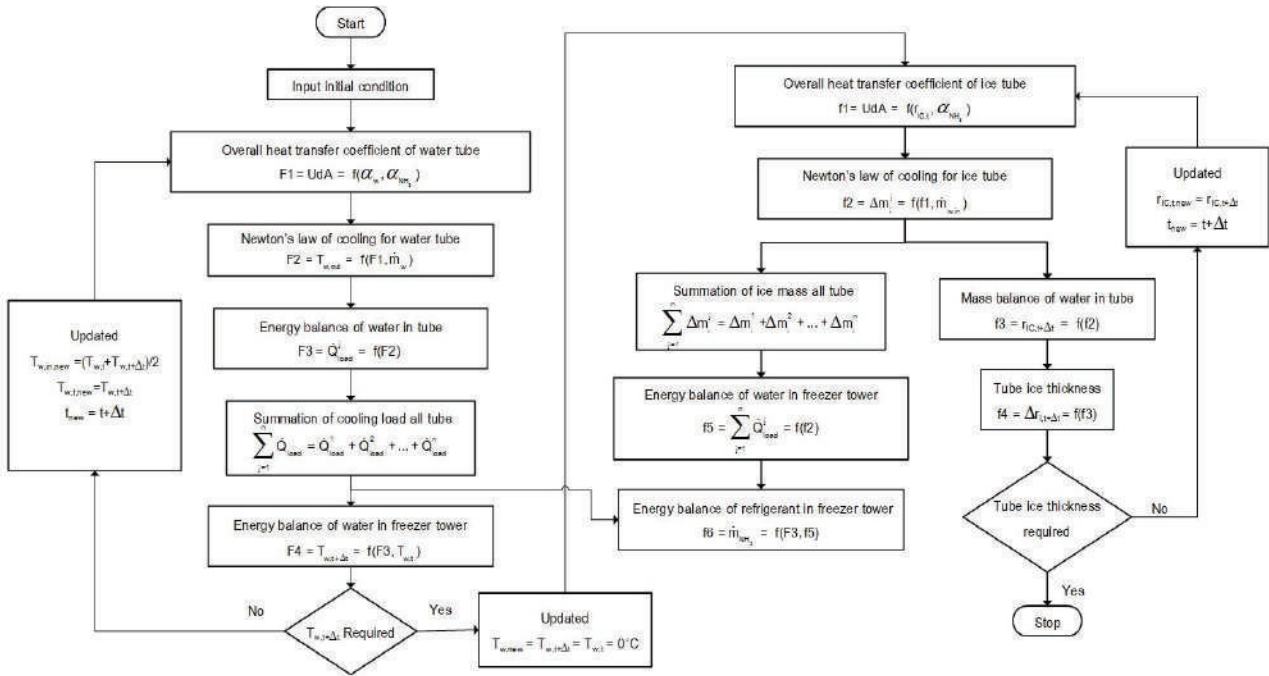 Start
Input initial condition
Overall heat transfer coefficient of water tube
F1 = UdA = f(α_w, α_NH₃)
Newton's law of cooling for water tube
F2 = T_w,out = f(F1, ṁ_w)
Energy balance of water in tube
F3 = Q̇^j_load = f(F2)
Summation of cooling load all tube
∑_{j=1}^{n} Q̇^j_load = Q̇^1_load + Q̇^2_load + ... + Q̇^n_load
Energy balance of water in freezer tower
F4 = T_w,t+Δt = f(F3, T_w,t)
T_w,t+Δt Required
No
Yes
Updated
T_w,in,new =(T_w,t+T_w,t+Δt)/2
T_w,t,new=T_w,t+Δt
t_new = t+Δt
Updated
T_w,new = T_w,t+Δt = T_w,t = 0°C
Overall heat transfer coefficient of ice tube
f1= UdA = f(r_iC,t, α_NH₃)
Newton's law of cooling for ice tube
f2 = Δm^j_i = f(f1, ṁ_w,in)
Summation of ice mass all tube
∑_{j=1}^{n} Δm^j_i = Δm^1_i +Δm^2_i + ... + Δm^n_i
Energy balance of water in freezer tower
f5 = ∑_{j=1}^{n} Q̇^j_load = f(f2)
Energy balance of refrigerant in freezer tower
f6 = ṁ_NH₃ = f(F3, f5)
Mass balance of water in tube
f3 = r_iC,t+Δt = f(f2)
Tube ice thickness
f4 = Δr_i,t+Δt = f(f3)
Tube ice thickness
required
No
Yes
Stop
Updated
r_iC,t,new = r_iC,t+Δt
t_new = t+Δt